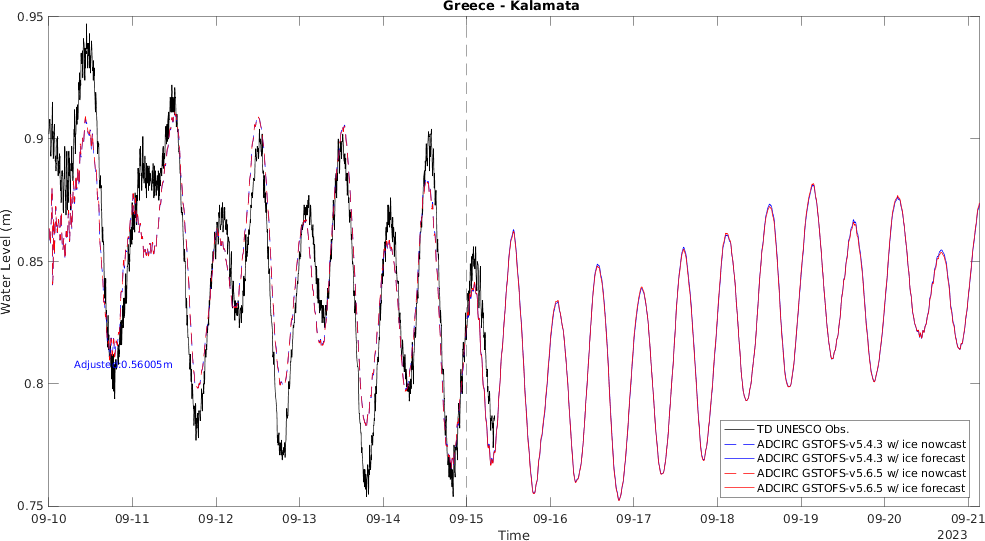 Greece - Kalamata
0.95
0.9
0.85
0.8
0.75
Water Level (m)
Adjusted:0.56005m
TD UNESCO Obs.
ADCIRC GSTOFS-v5.4.3 w/ ice nowcast
ADCIRC GSTOFS-v5.4.3 w/ ice forecast
ADCIRC GSTOFS-v5.6.5 w/ ice nowcast
ADCIRC GSTOFS-v5.6.5 w/ ice forecast
09-10 09-11 09-12 09-13 09-14 09-15 09-16 09-17 09-18 09-19 09-20 09-21
Time
2023